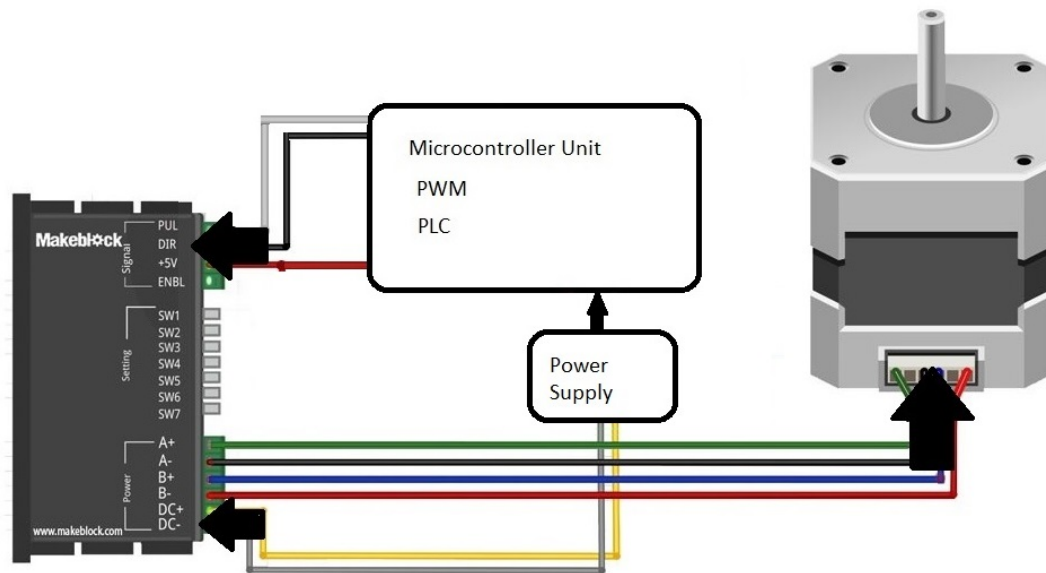 Makeblock
Signal
PUL
DIR
+5V
ENBL
Setting
SW1
SW2
SW3
SW4
SW5
SW6
SW7
Power
A+
A-
B+
B-
DC+
DC-
www.makeblock.com
Microcontroller Unit
PWM
PLC
Power
Supply